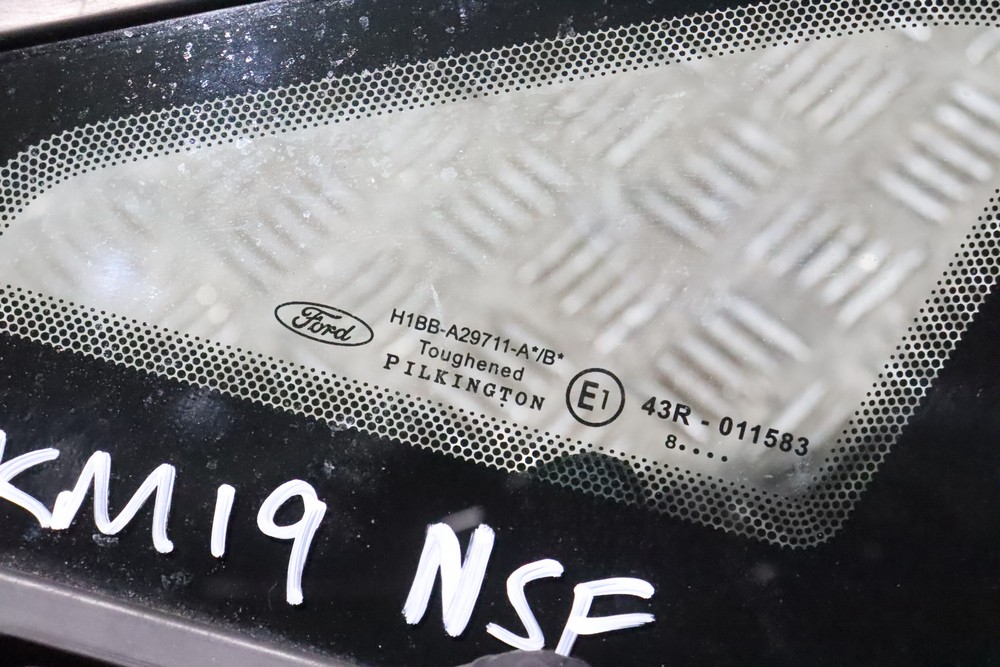 Ford
H1BB-A29711-A*/B*
Toughened
PILKINGTON
E1
43R - 011583
8....
KM19 NSF